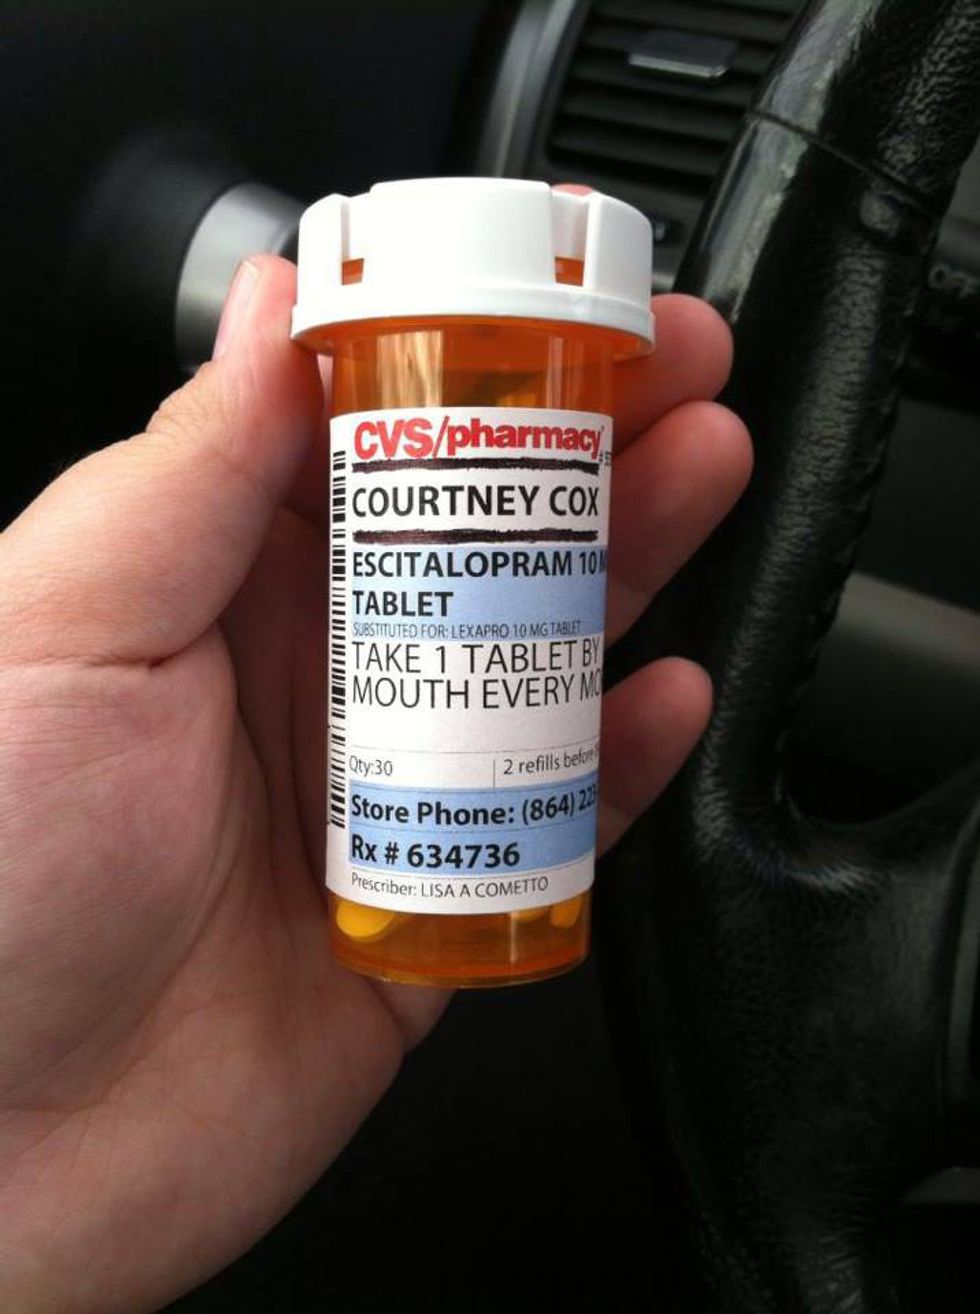 CVS/pharmacy
COURTNEY COX
ESCITALOPRAM 10
TABLET
SUBSTITUTED FOR: LEXAPRO 10 MG TABLET
TAKE 1 TABLET BY
MOUTH EVERY
Qty:30
2 refills before
Store Phone: (864)
Rx # 634736
Prescriber: LISA A COMETTO